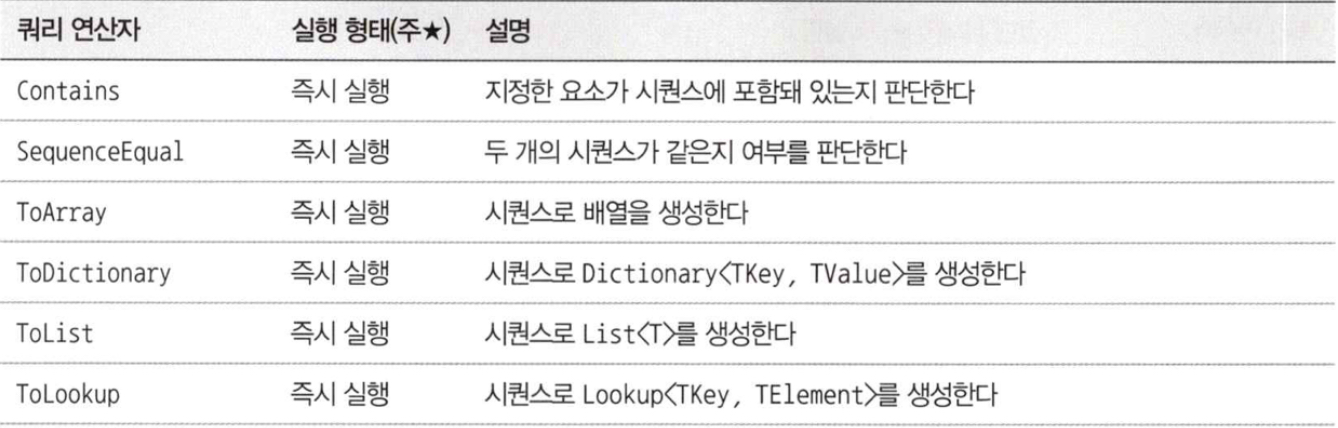 쿼리 연산자 실행 형태(주★) 설명
Contains 즉시 실행 지정한 요소가 시퀀스에 포함돼 있는지 판단한다
SequenceEqual 즉시 실행 두 개의 시퀀스가 같은지 여부를 판단한다
ToArray 즉시 실행 시퀀스로 배열을 생성한다
ToDictionary 즉시 실행 시퀀스로 Dictionary<TKey, TValue>를 생성한다
ToList 즉시 실행 시퀀스로 List<T>를 생성한다
ToLookup 즉시 실행 시퀀스로 Lookup<TKey, TElement>를 생성한다